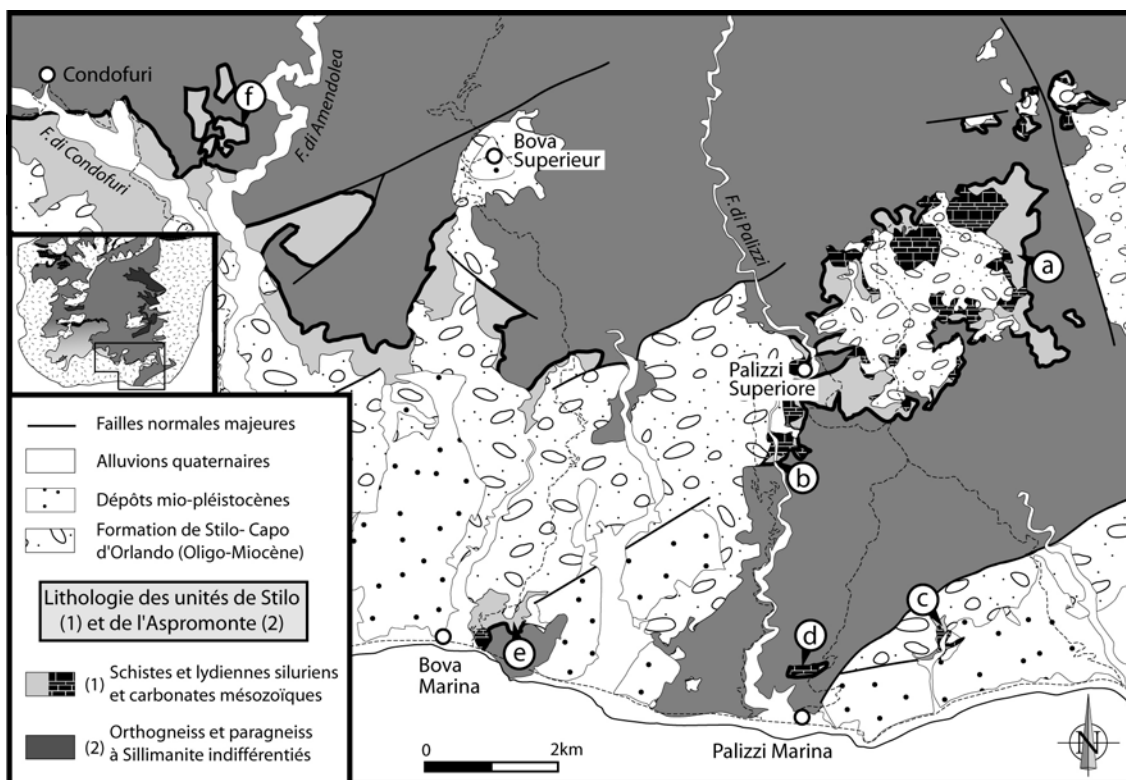 Condofuri
f
F. di Amendolea
F. di Condofuri
Bova
Superieur
F. di Palizzi
a
Palizzi
Superiore
b
c
d
e
Bova
Marina
Palizzi Marina
Failles normales majeures
Alluvions quaternaires
Dépôts mio-pléistocènes
Formation de Stilo- Capo
d'Orlando (Oligo-Miocène)
Lithologie des unités de Stilo
(1) et de l'Aspromonte (2)
(1) Schistes et lydiennes siluriens
et carbonates mésozoïques
(2) Orthogneiss et paragneiss
à Sillimanite indifférentiés
0 2km
N